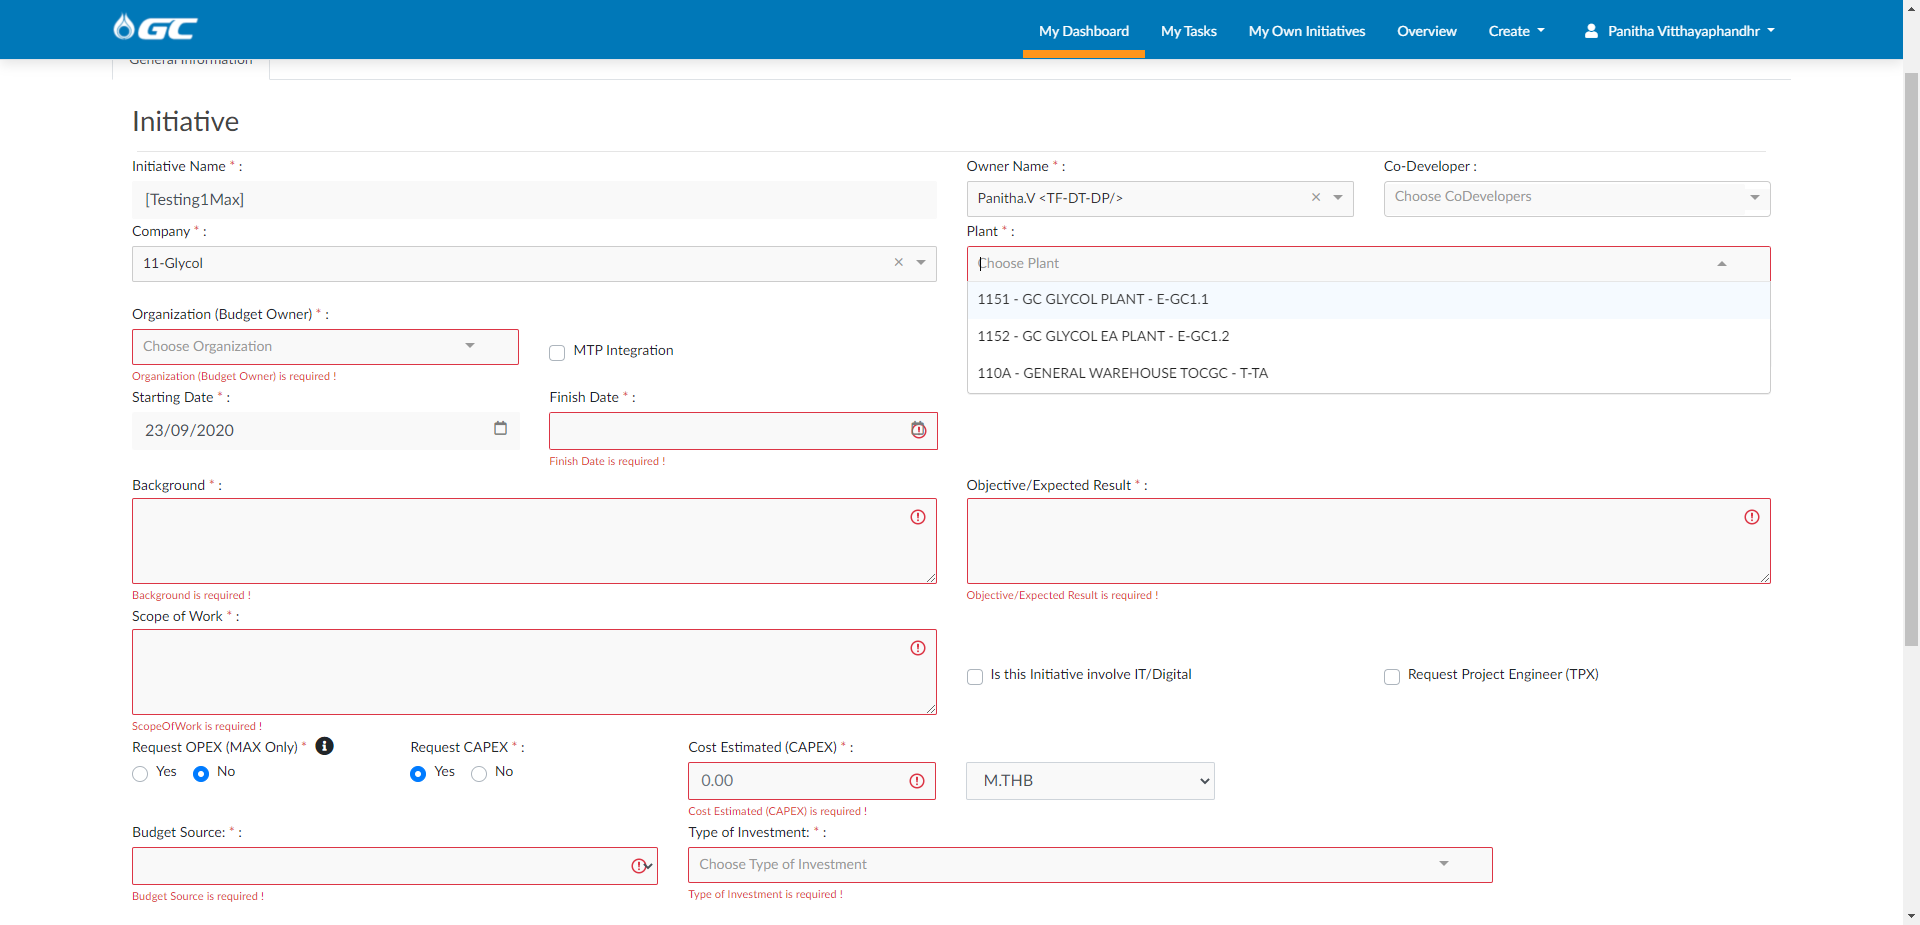 GC
My Dashboard
My Tasks
My Own Initiatives
Overview
Create
Panitha Vitthayaphandhr
General Information
Initiative
Initiative Name * :
Owner Name * :
Co-Developer :
[Testing1Max]
Panitha.V <TF-DT-DP/>
Choose CoDevelopers
Company * :
Plant * :
11-Glycol
Choose Plant
1151 - GC GLYCOL PLANT - E-GC1.1
1152 - GC GLYCOL EA PLANT - E-GC1.2
110A - GENERAL WAREHOUSE TOCGC - T-TA
Organization (Budget Owner) * :
Choose Organization
MTP Integration
Organization (Budget Owner) is required !
Starting Date * :
Finish Date * :
23/09/2020
Finish Date is required !
Background * :
Objective/Expected Result * :
Background is required !
Objective/Expected Result is required !
Scope of Work * :
Is this Initiative involve IT/Digital
Request Project Engineer (TPX)
ScopeOfWork is required !
Request OPEX (MAX Only) *
Request CAPEX * :
Cost Estimated (CAPEX) * :
Yes
No
Yes
No
0.00
M.THB
Cost Estimated (CAPEX) is required !
Budget Source: * :
Type of Investment: * :
Choose Type of Investment
Budget Source is required !
Type of Investment is required !